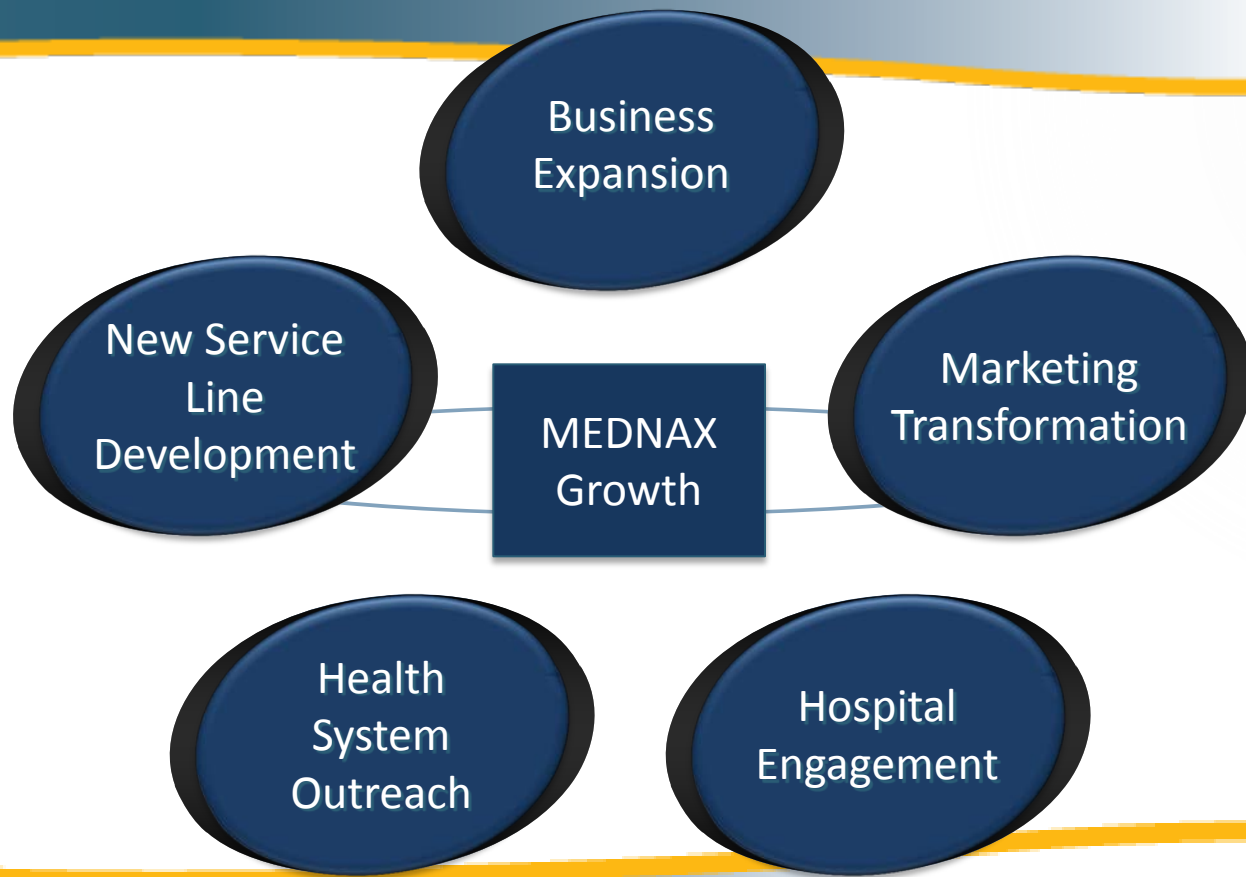 Business
Expansion
New Service
Line
Development
Marketing
Transformation
MEDNAX
Growth
Health
System
Outreach
Hospital
Engagement